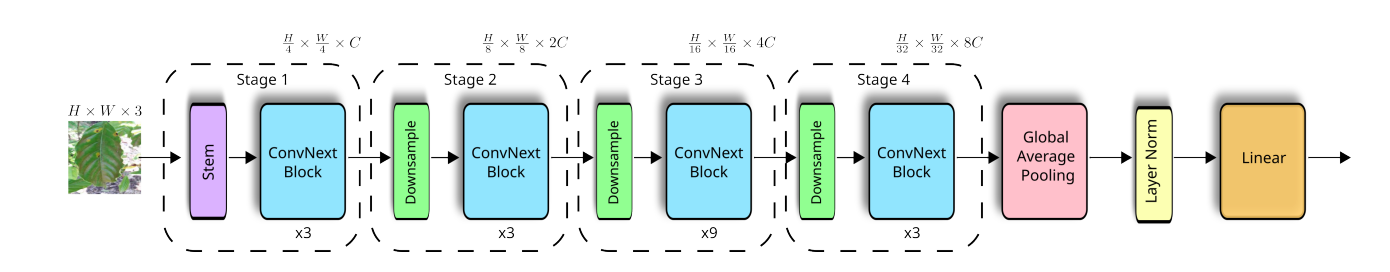 H/4 × W/4 × C
H/8 × W/8 × 2C
H/16 × W/16 × 4C
H/32 × W/32 × 8C
Stage 1
Stage 2
Stage 3
Stage 4
H × W × 3
Stem
ConvNext
Block
Downsample
ConvNext
Block
Downsample
ConvNext
Block
Downsample
ConvNext
Block
Global
Average
Pooling
Layer Norm
Linear
x3
x3
x9
x3